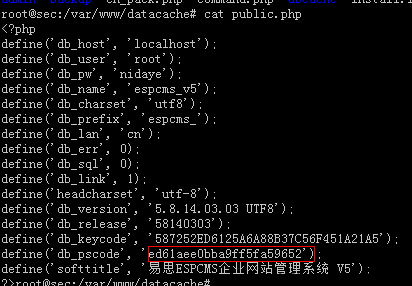 root@sec:/var/www/datacache# cat public.php
<?php
define('db_host', 'localhost');
define('db_user', 'root');
define('db_pw', 'nidaye');
define('db_name', 'espcms_v5');
define('db_charset', 'utf8');
define('db_prefix', 'espcms_');
define('db_lan', 'cn');
define('db_err', 0);
define('db_sql', 0);
define('db_link', 1);
define('headcharset', 'utf-8');
define('db_version', '5.8.14.03.03 UTF8');
define('db_release', '58140303');
define('db_keycode', '587252ED6125A6A88B37C56F451A21A5');
define('db_pscode', 'ed61aee0bba9ff5fa59652');
define('softtitle', '易思ESPCMS企业网站管理系统 V5');
?>root@sec:/var/www/datacache#